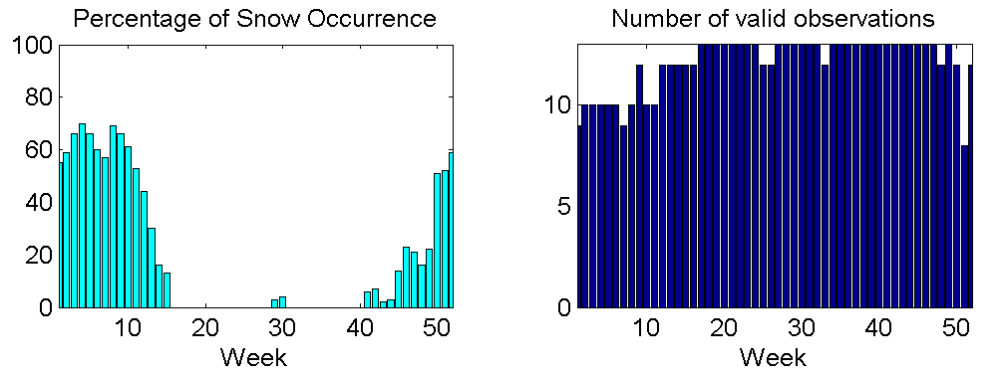 Percentage of Snow Occurrence
100
80
60
40
20
0
10 20 30 40 50
Week
Number of valid observations
10
5
0
10 20 30 40 50
Week